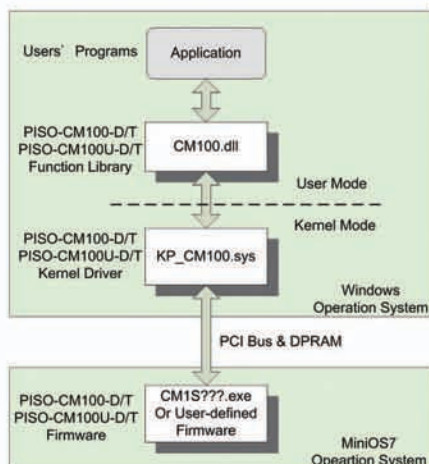 Users' Programs
Application
PISO-CM100-D/T
PISO-CM100U-D/T
Function Library
CM100.dll
User Mode
Kernel Mode
PISO-CM100-D/T
PISO-CM100U-D/T
Kernel Driver
KP_CM100.sys
Windows
Operation System
PCI Bus & DPRAM
PISO-CM100-D/T
PISO-CM100U-D/T
Firmware
CM1S???.exe
Or User-defined
Firmware
MiniOS7
Opeartion System